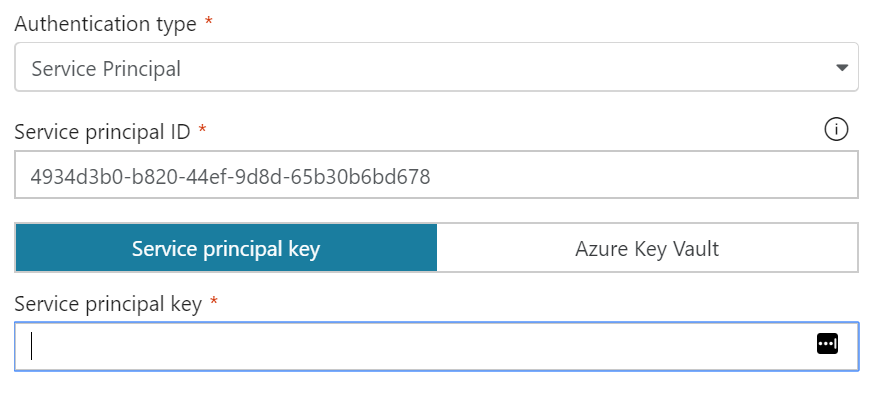 Authentication type *
Service Principal
Service principal ID *
4934d3b0-b820-44ef-9d8d-65b30b6bd678
Service principal key Azure Key Vault
Service principal key *